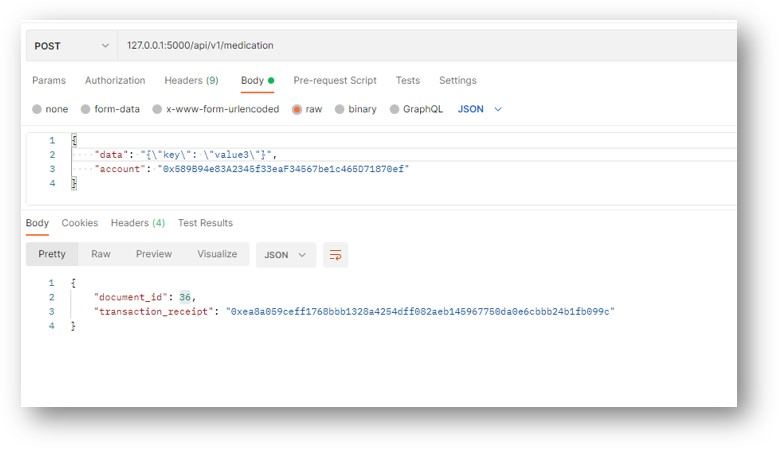 POST 127.0.0.1:5000/api/v1/medication
Params Authorization Headers (9) Body Pre-request Script Tests Settings
none form-data x-www-form-urlencoded raw binary GraphQL JSON
1 {
2 "data": "{\"key\": \"value3\"}",
3 "account": "0x589B94e83A2345f33eaF34567be1c465D71870ef"
4 }
Body Cookies Headers (4) Test Results
Pretty Raw Preview Visualize JSON
1 {
2 "document_id": 36,
3 "transaction_receipt": "0xea8a059ceff1768bbb1328a4254dff082aeb145967750da0e6cbbb24b1fb099c"
4 }